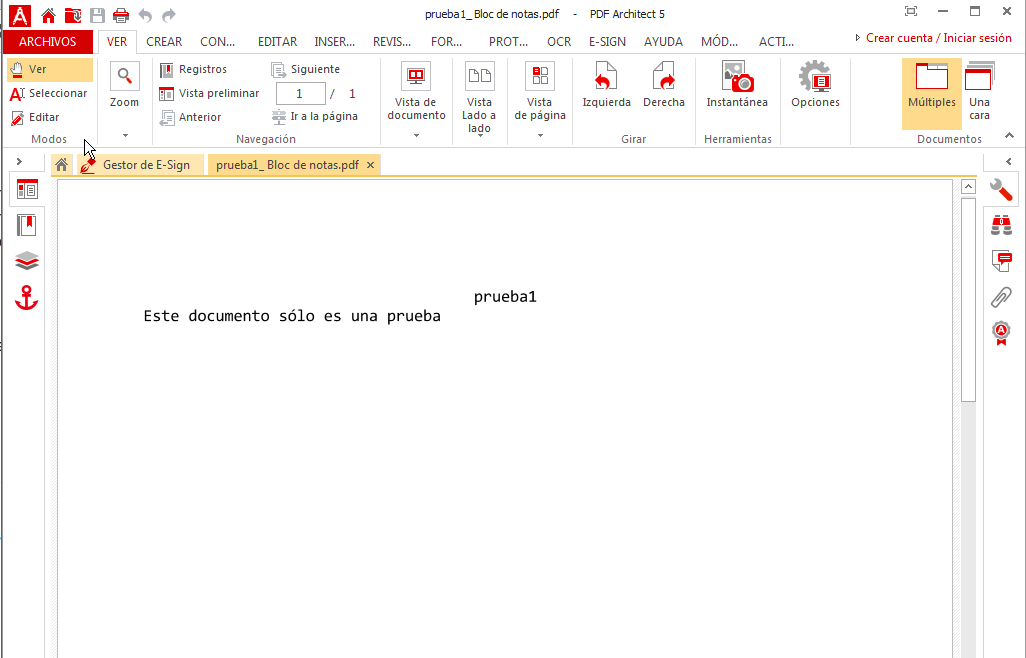 prueba1_ Bloc de notas.pdf - PDF Architect 5
ARCHIVOS VER CREAR CON... EDITAR INSER... REVIS... FOR... PROT... OCR E-SIGN AYUDA MÓD... ACTI... Crear cuenta / Iniciar sesión
Ver
Seleccionar
Editar
Modos
Zoom
Registros
Vista preliminar
Anterior
Siguiente
1 / 1
Ir a la página
Navegación
Vista de
documento
Vista
Lado a
lado
Vista
de página
Izquierda
Derecha
Girar
Instantánea
Herramientas
Opciones
Múltiples
Una
cara
Documentos
Gestor de E-Sign
prueba1_ Bloc de notas.pdf ×
prueba1
Este documento sólo es una prueba